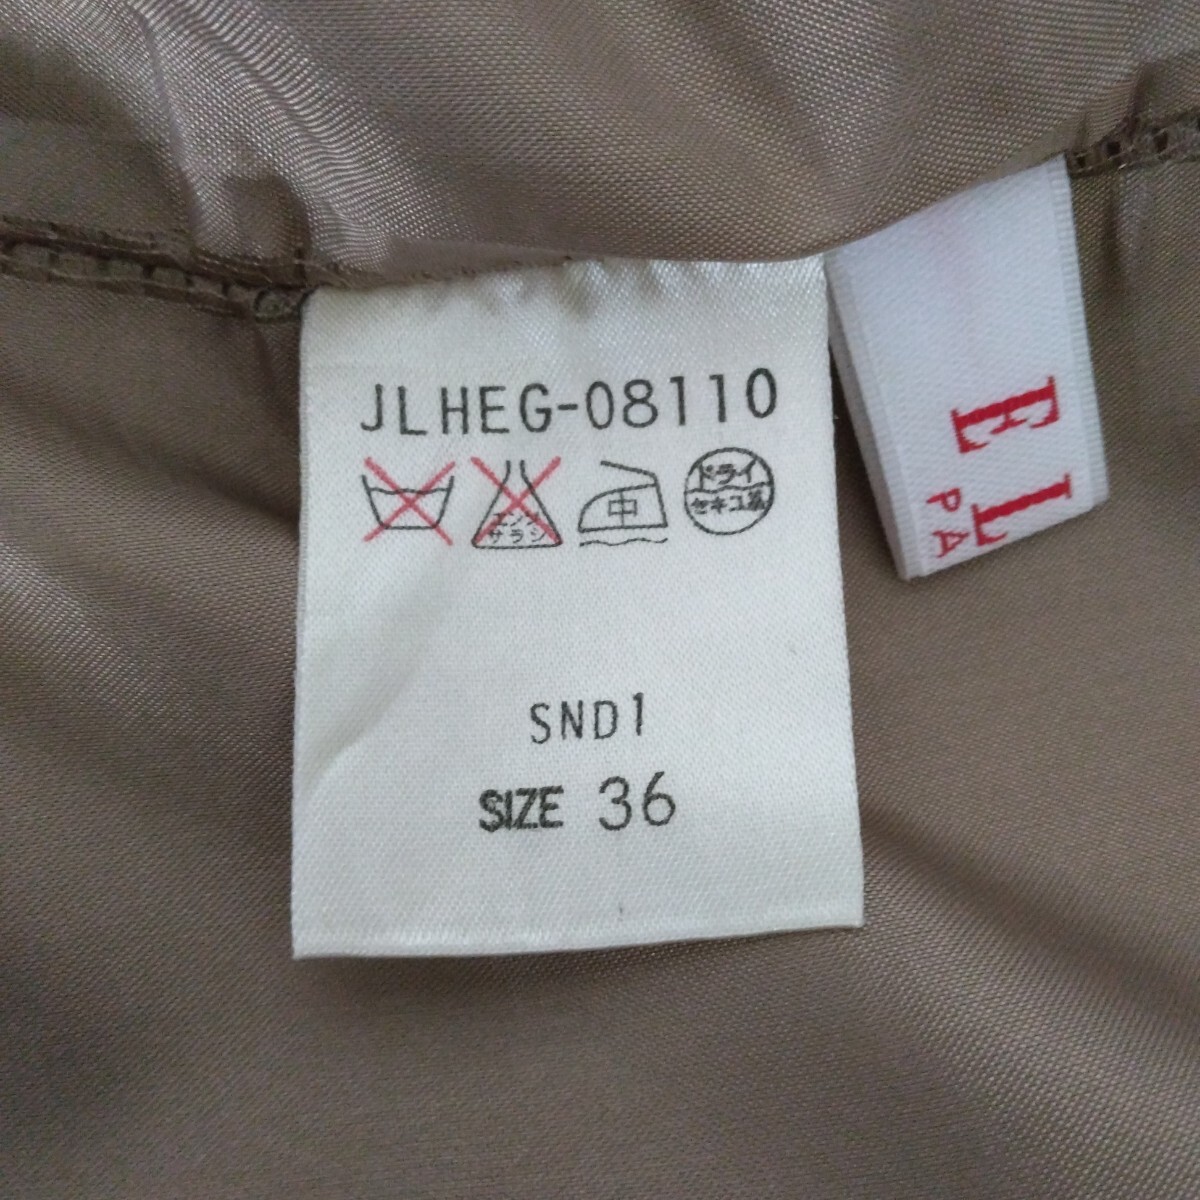 JLHEG-08110
エンソ
サラシ
中
ドライ
セキユ系
SND1
SIZE 36
EL
PA